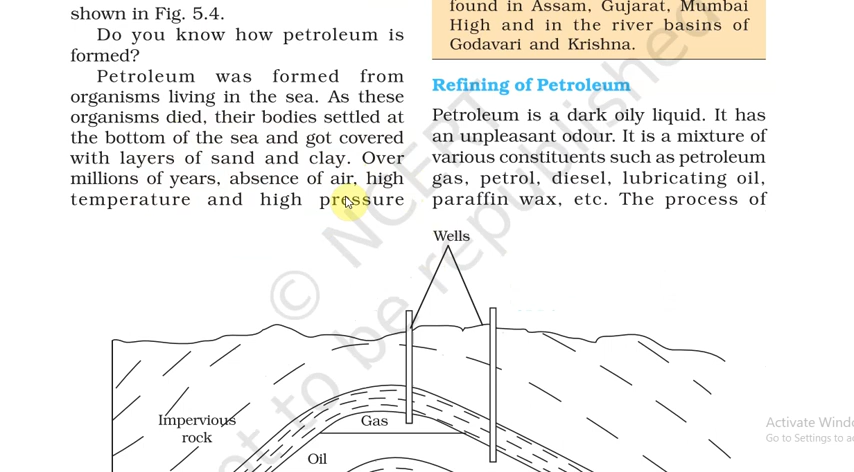 shown in Fig. 5.4.
Do you know how petroleum is
formed?
Petroleum was formed from
organisms living in the sea. As these
organisms died, their bodies settled at
the bottom of the sea and got covered
with layers of sand and clay. Over
millions of years, absence of air, high
temperature and high pressure
found in Assam, Gujarat, Mumbai
High and in the river basins of
Godavari and Krishna.
Refining of Petroleum
Petroleum is a dark oily liquid. It has
an unpleasant odour. It is a mixture of
various constituents such as petroleum
gas, petrol, diesel, lubricating oil,
paraffin wax, etc. The process of
Wells
Impervious
rock
Gas
Oil
© NCERT
not to be republished
Activate Windo
Go to Settings to a